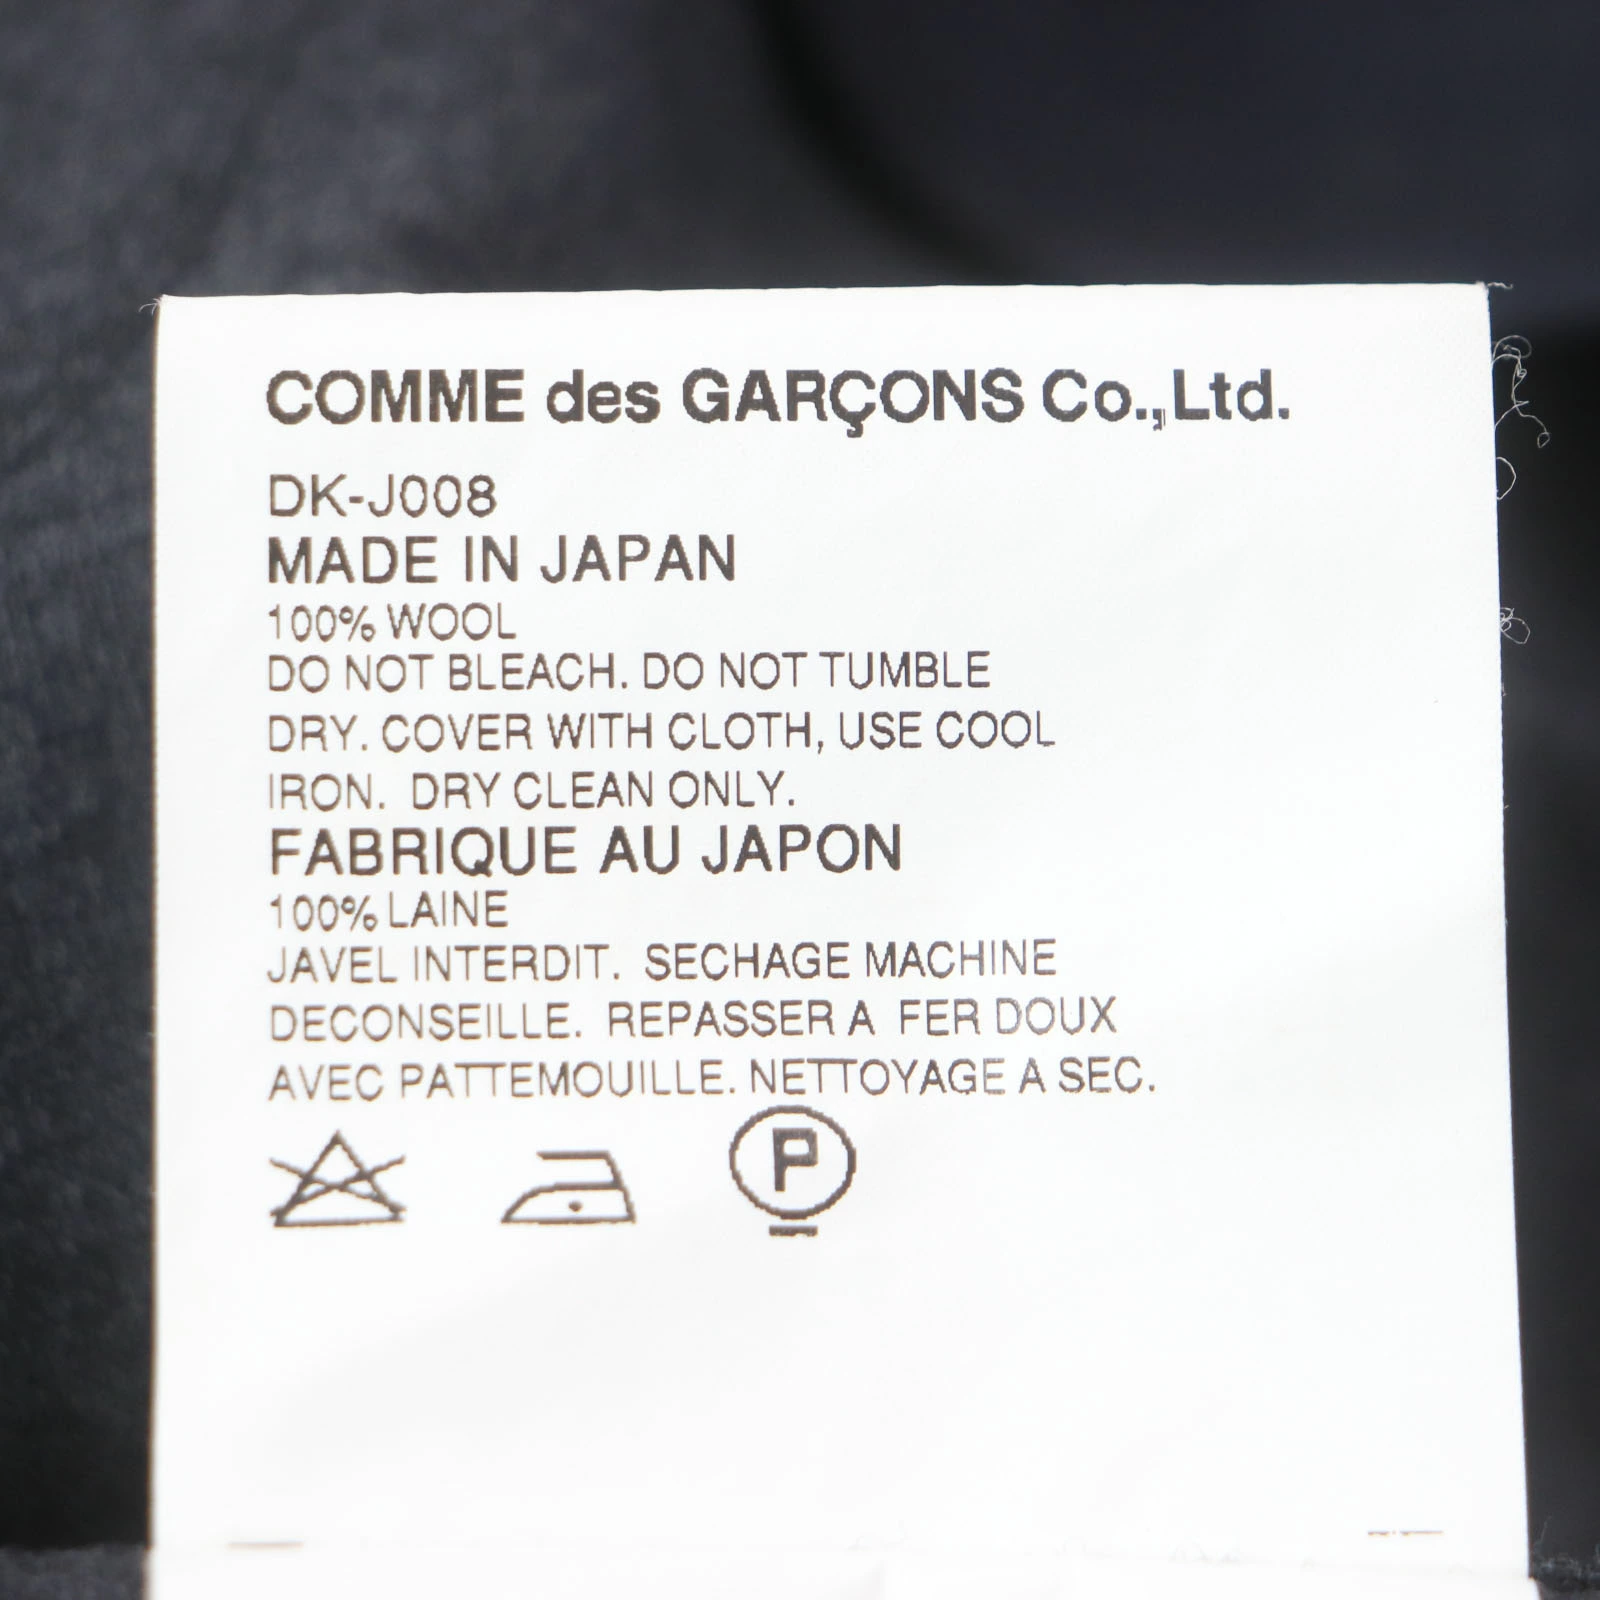 COMME des GARÇONS Co.,Ltd.
DK-J008
MADE IN JAPAN
100% WOOL
DO NOT BLEACH. DO NOT TUMBLE
DRY. COVER WITH CLOTH, USE COOL
IRON. DRY CLEAN ONLY.
FABRIQUE AU JAPON
100% LAINE
JAVEL INTERDIT. SECHAGE MACHINE
DECONSEILLE. REPASSER A FER DOUX
AVEC PATTEMOUILLE. NETTOYAGE A SEC.
P